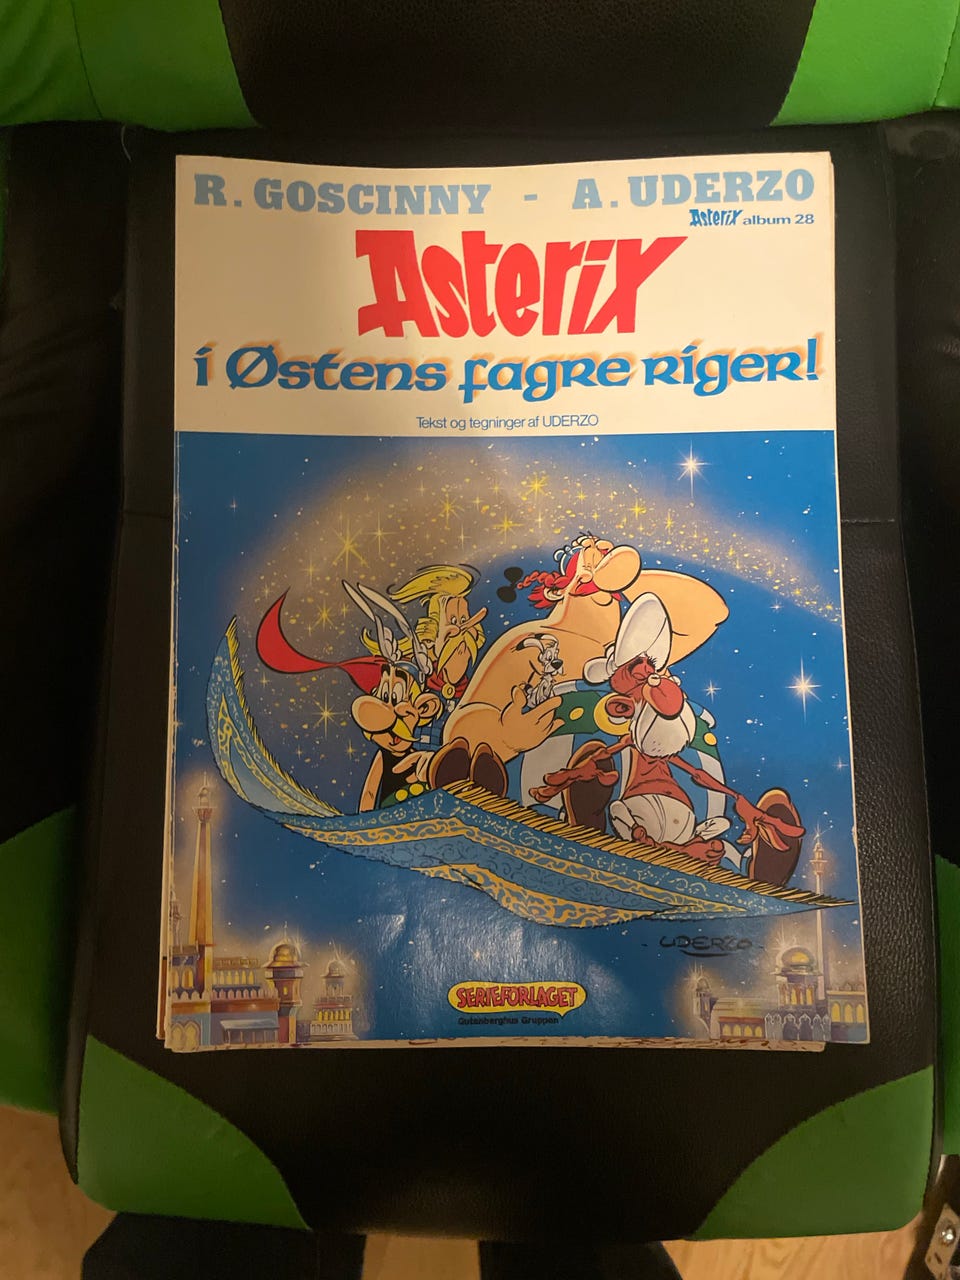 R. GOSCINNY - A. UDERZO
Asterix album 28
Asterix
i Østens fagre riger!
Tekst og tegninger af UDERZO
- UDERZO -
SERIEFORLAGET
Gutenberghus Gruppen